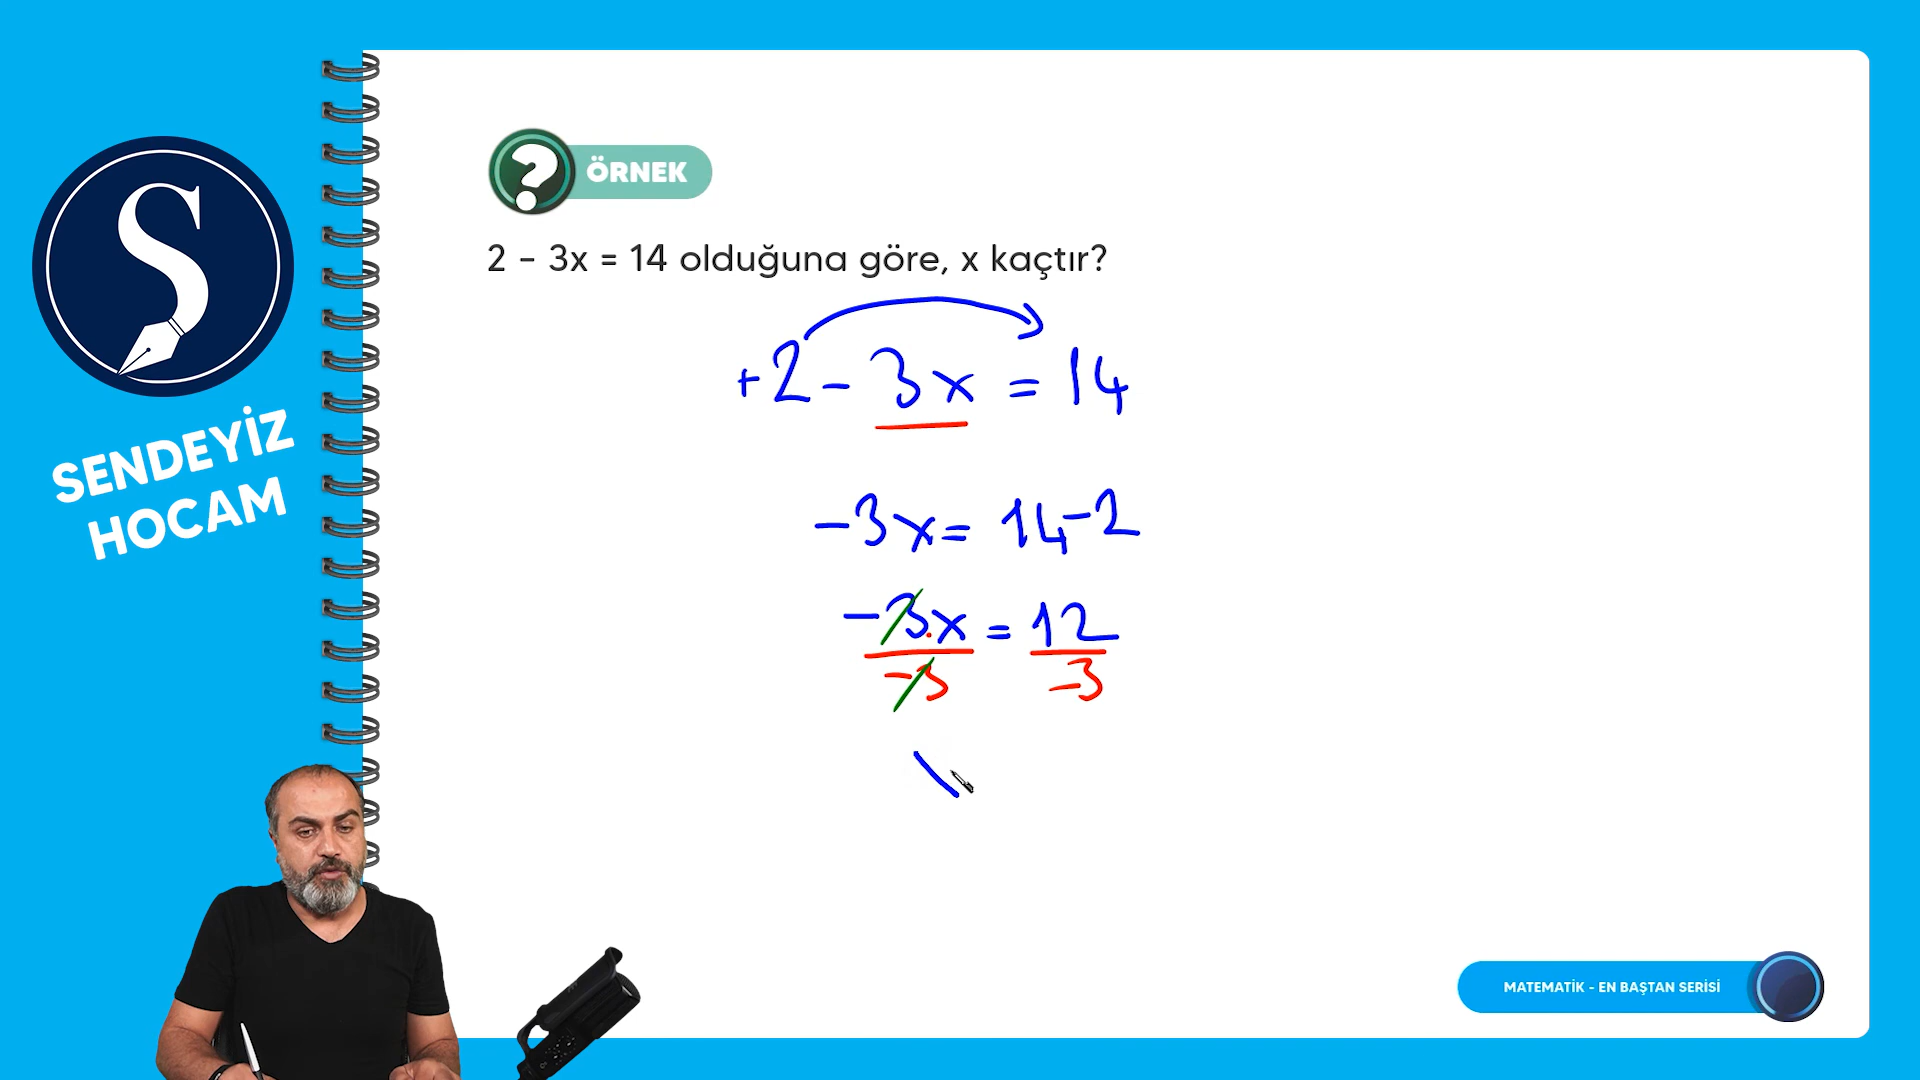 S
SENDEYİZ
HOCAM
?
ÖRNEK
2 - 3x = 14 olduğuna göre, x kaçtır?
+2 - 3x = 14
-3x = 14-2
-3.x = 12
-3 -3
MATEMATİK - EN BAŞTAN SERİSİ